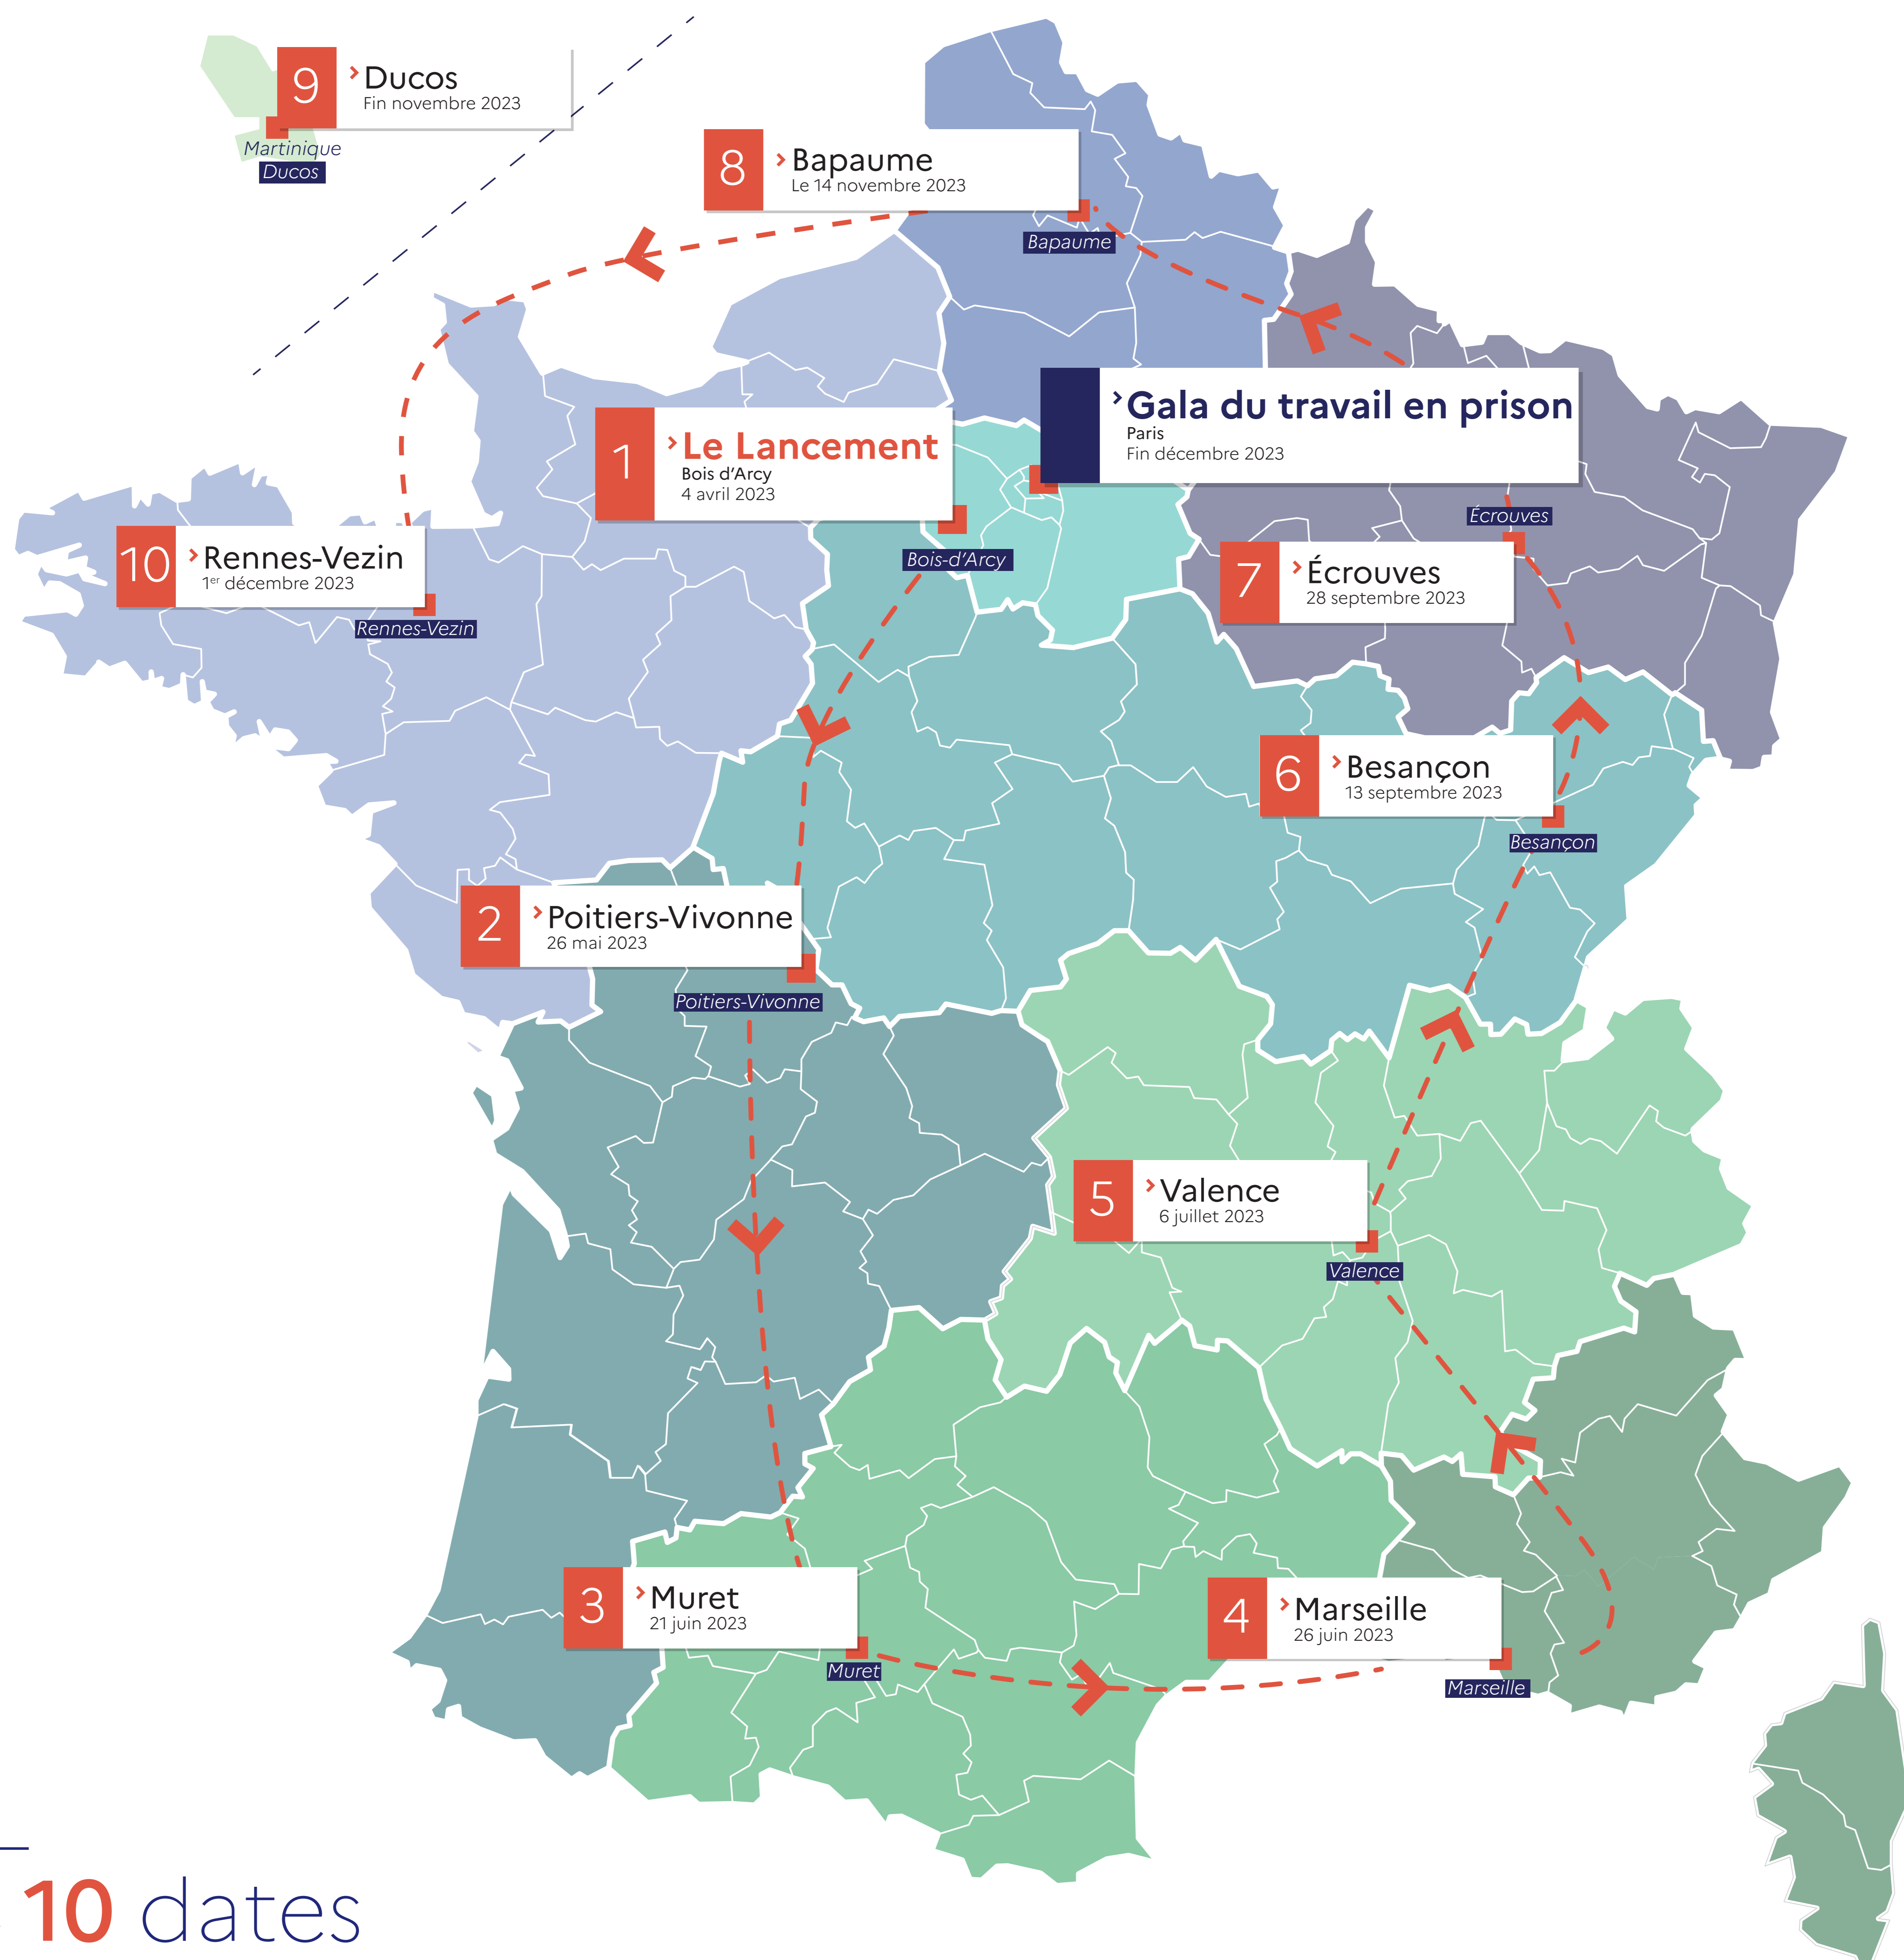 9
Ducos
Fin novembre 2023
Martinique
Ducos
8
Bapaume
Le 14 novembre 2023
Bapaume
Gala du travail en prison
Paris
Fin décembre 2023
1
Le Lancement
Bois d'Arcy
4 avril 2023
Bois-d'Arcy
Écrouves
7
Écrouves
28 septembre 2023
10
Rennes-Vezin
1er décembre 2023
Rennes-Vezin
6
Besançon
13 septembre 2023
Besançon
2
Poitiers-Vivonne
26 mai 2023
Poitiers-Vivonne
5
Valence
6 juillet 2023
Valence
3
Muret
21 juin 2023
Muret
4
Marseille
26 juin 2023
Marseille
10 dates